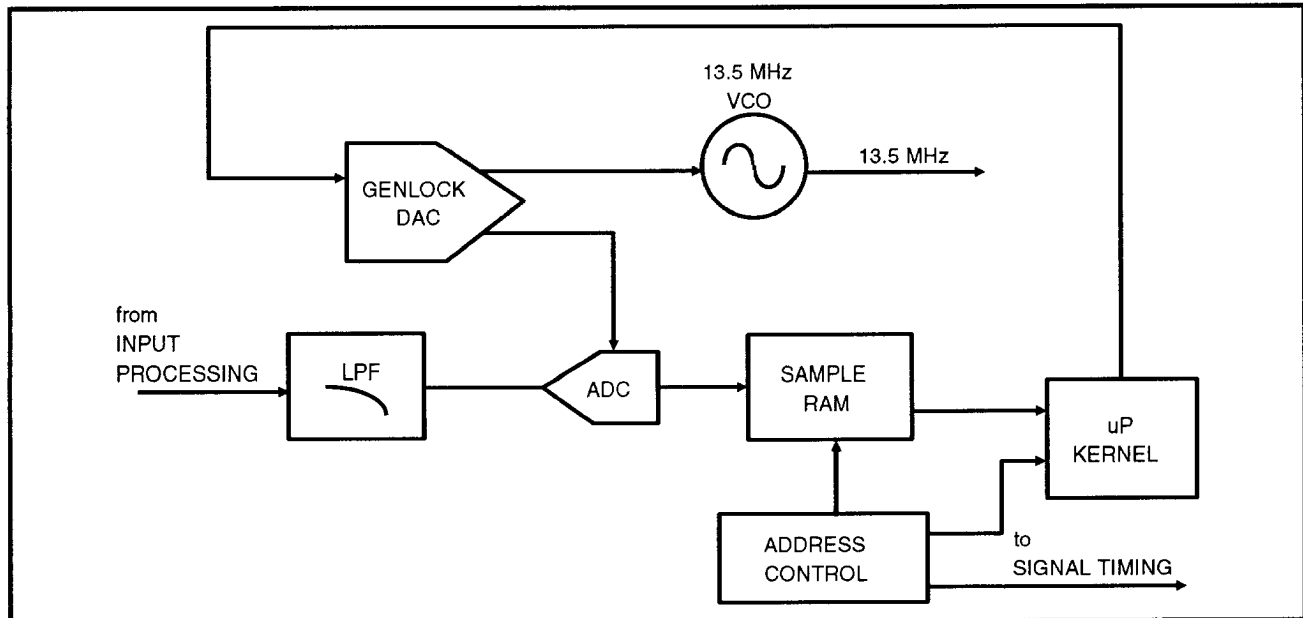 13.5 MHz
VCO
13.5 MHz
GENLOCK
DAC
from
INPUT
PROCESSING
LPF
ADC
SAMPLE
RAM
uP
KERNEL
ADDRESS
CONTROL
to
SIGNAL TIMING